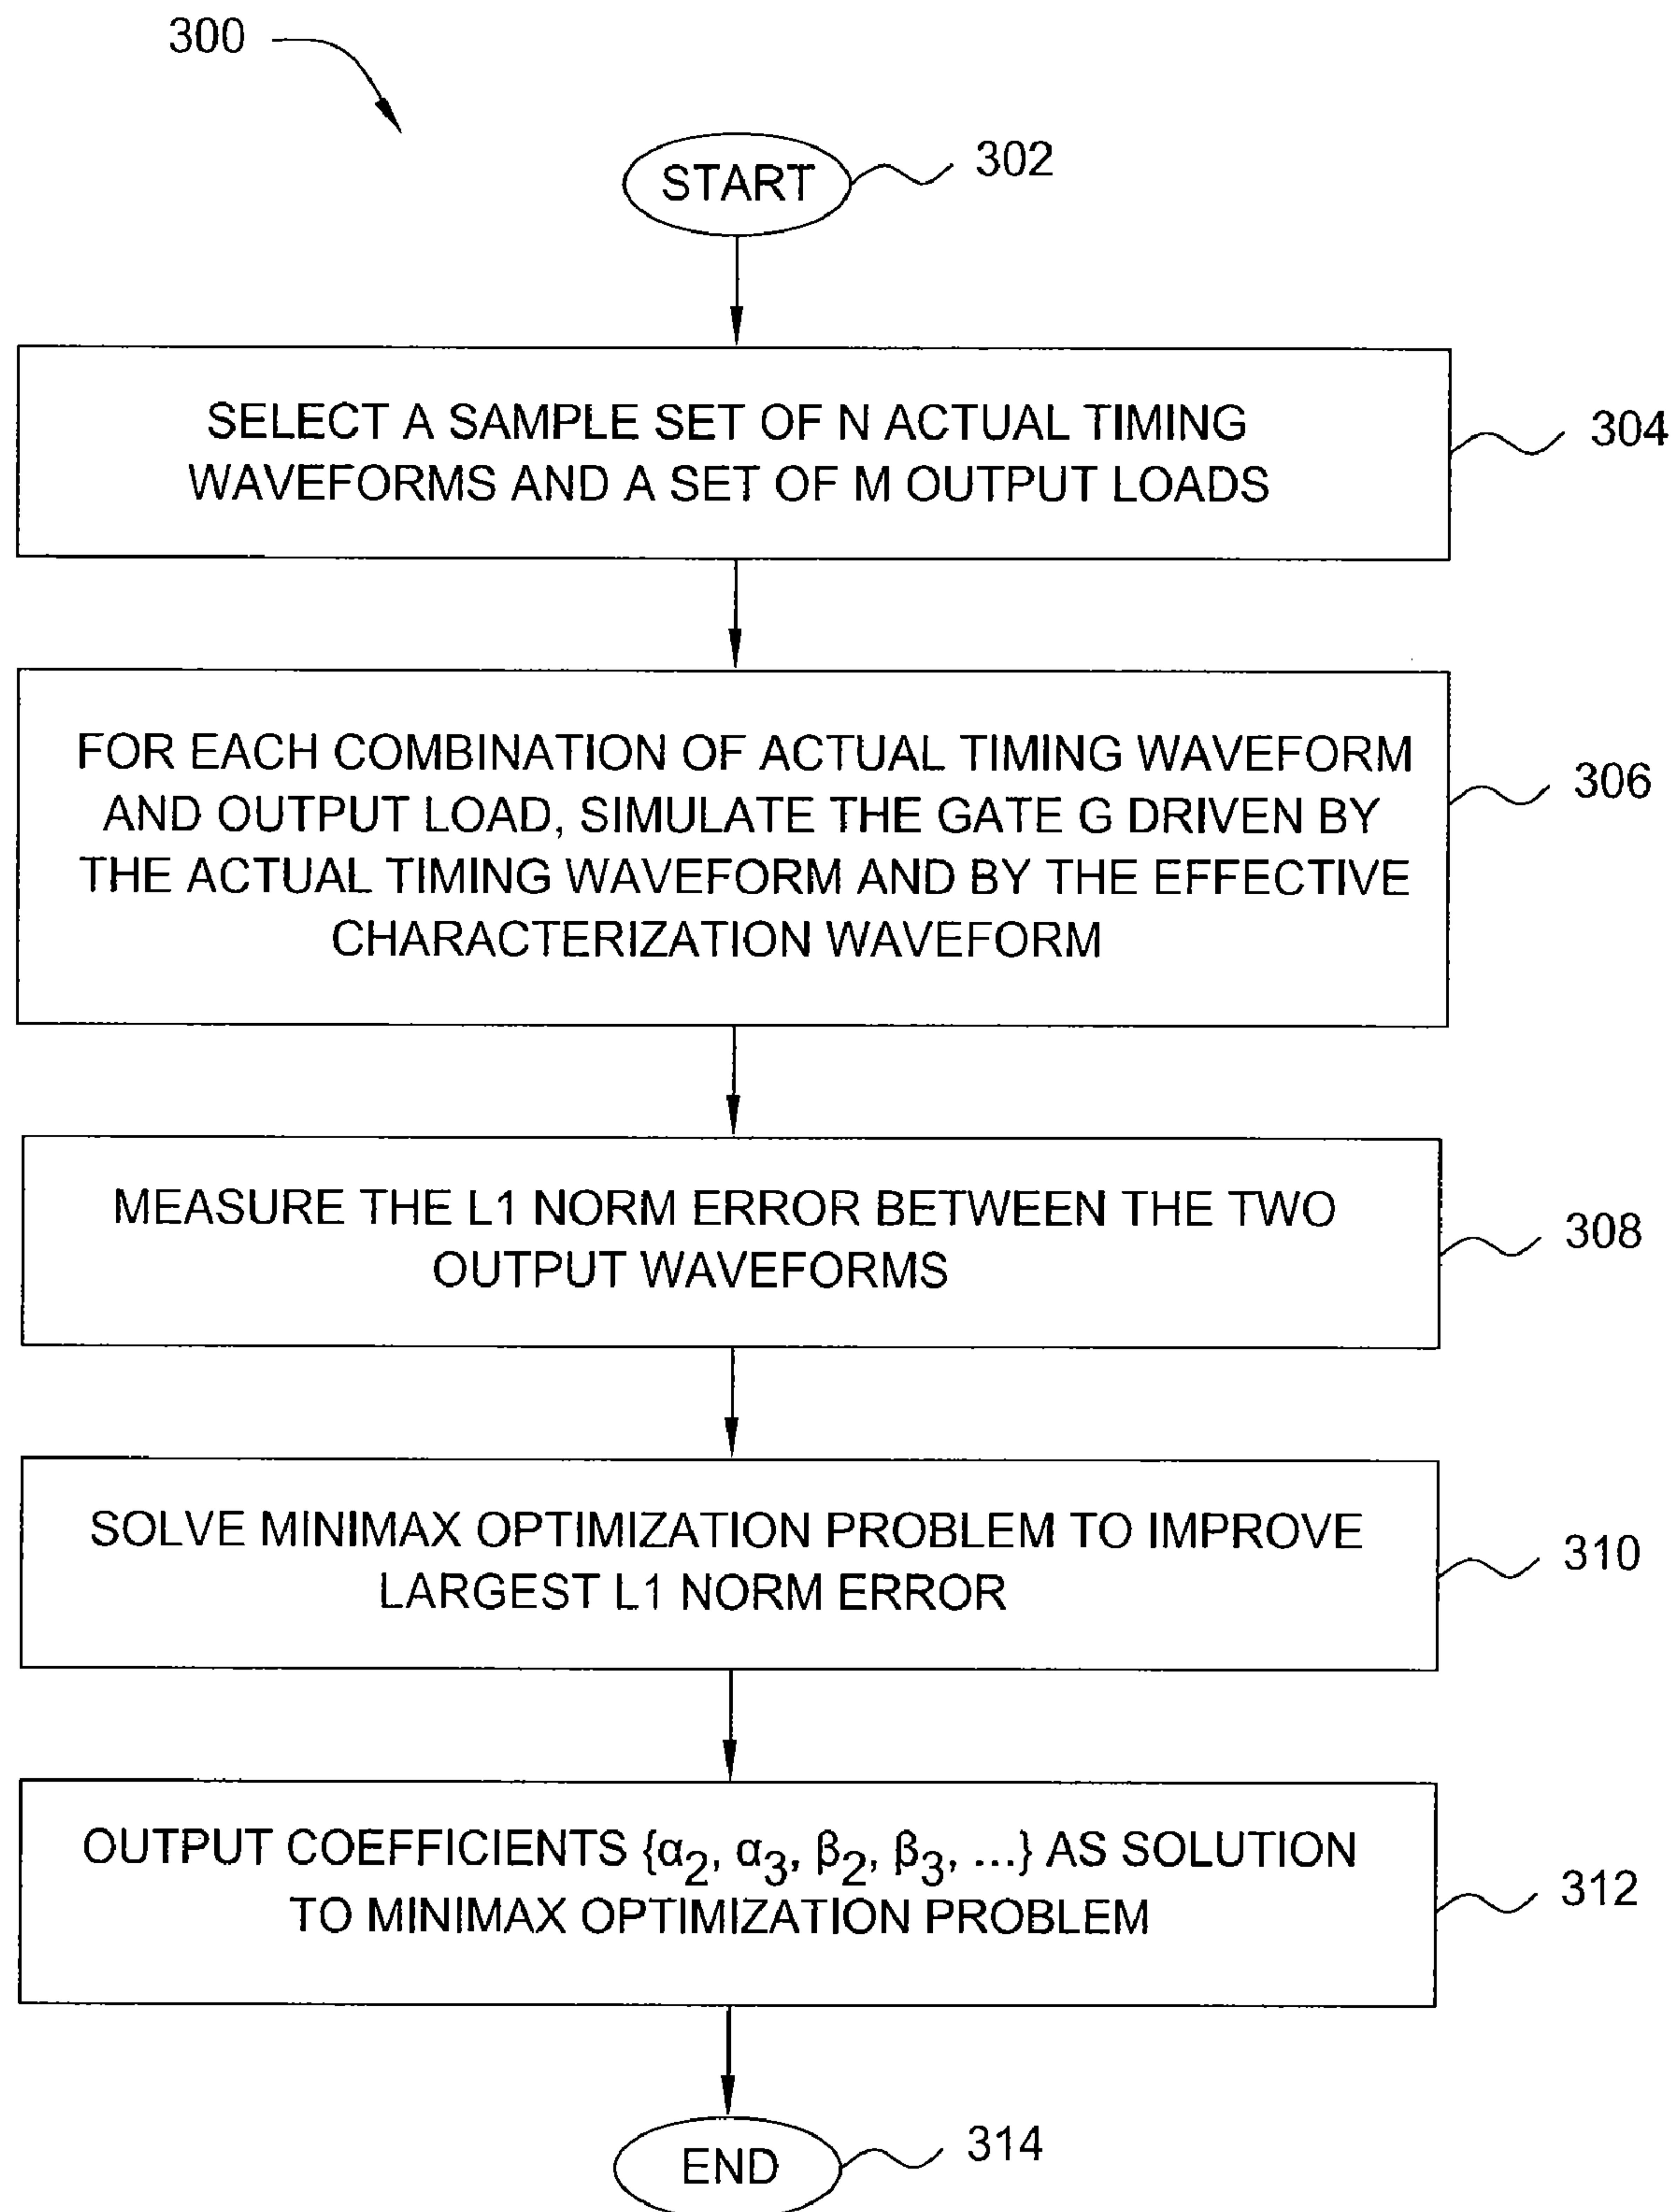 300
START
302
SELECT A SAMPLE SET OF N ACTUAL TIMING
WAVEFORMS AND A SET OF M OUTPUT LOADS
304
FOR EACH COMBINATION OF ACTUAL TIMING WAVEFORM
AND OUTPUT LOAD, SIMULATE THE GATE G DRIVEN BY
THE ACTUAL TIMING WAVEFORM AND BY THE EFFECTIVE
CHARACTERIZATION WAVEFORM
306
MEASURE THE L1 NORM ERROR BETWEEN THE TWO
OUTPUT WAVEFORMS
308
SOLVE MINIMAX OPTIMIZATION PROBLEM TO IMPROVE
LARGEST L1 NORM ERROR
310
OUTPUT COEFFICIENTS {α₂, α₃, β₂, β₃, ...} AS SOLUTION
TO MINIMAX OPTIMIZATION PROBLEM
312
END
314